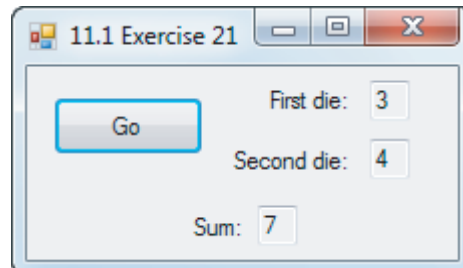 11.1 Exercise 21
First die: 3
Go
Second die: 4
Sum: 7